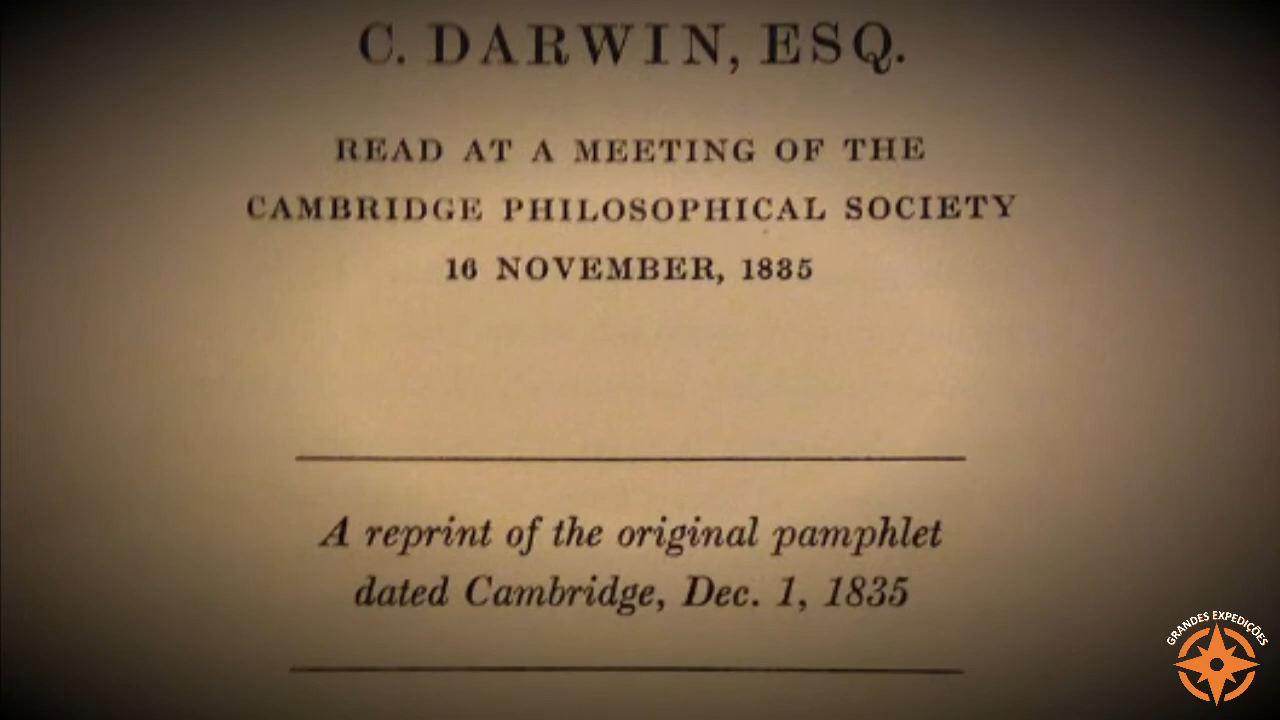 C. DARWIN, ESQ.
READ AT A MEETING OF THE
CAMBRIDGE PHILOSOPHICAL SOCIETY
16 NOVEMBER, 1835
A reprint of the original pamphlet
dated Cambridge, Dec. 1, 1835
GRANDES EXPEDIÇÕES